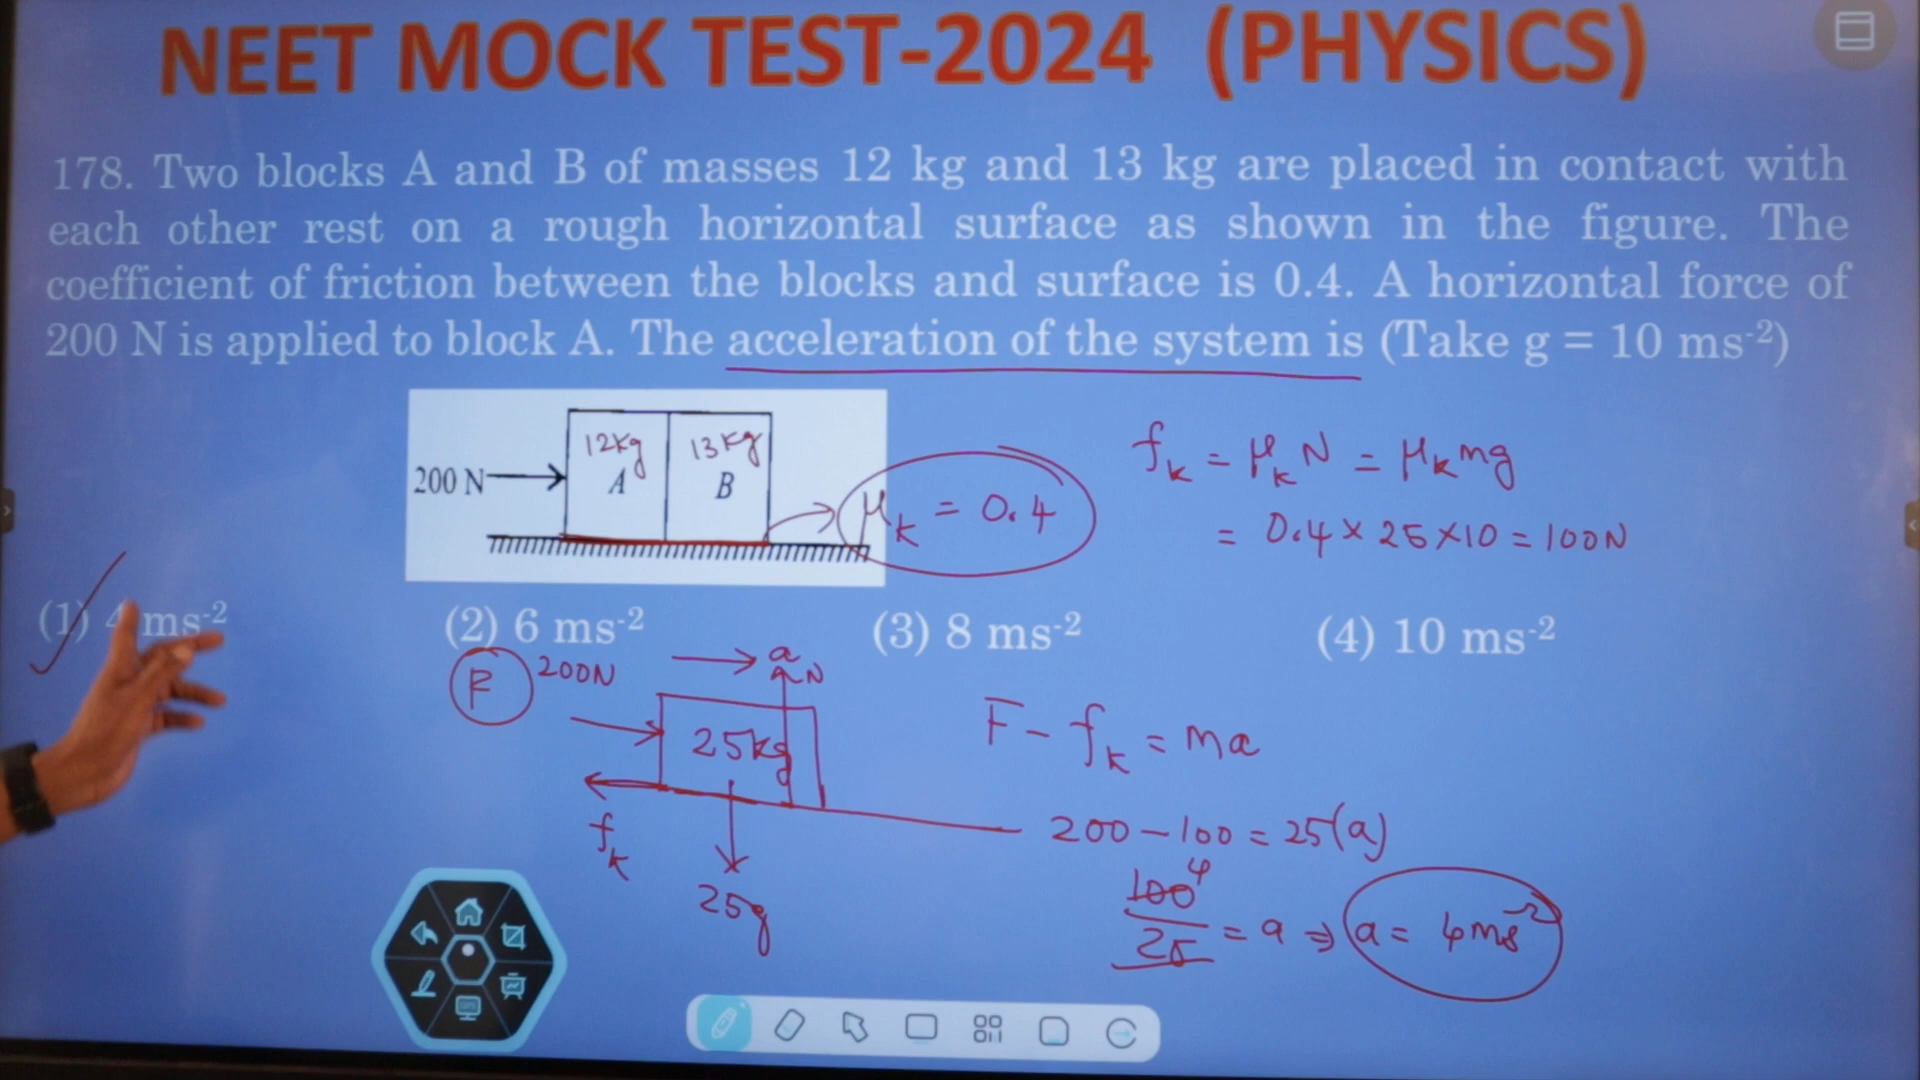 NEET MOCK TEST-2024 (PHYSICS)
178. Two blocks A and B of masses 12 kg and 13 kg are placed in contact with
each other rest on a rough horizontal surface as shown in the figure. The
coefficient of friction between the blocks and surface is 0.4. A horizontal force of
200 N is applied to block A. The acceleration of the system is (Take g = 10 ms⁻²)
12kg 13kg
200 N A B
μₖ = 0.4
fₖ = μₖN = μₖmg
= 0.4 × 25 × 10 = 100N
(1) 4 ms⁻² (2) 6 ms⁻² (3) 8 ms⁻² (4) 10 ms⁻²
F 200N a N
25kg
fₖ
25g
F - fₖ = ma
200 - 100 = 25(a)
100 4
25 = a ⇒ a = 4ms⁻²